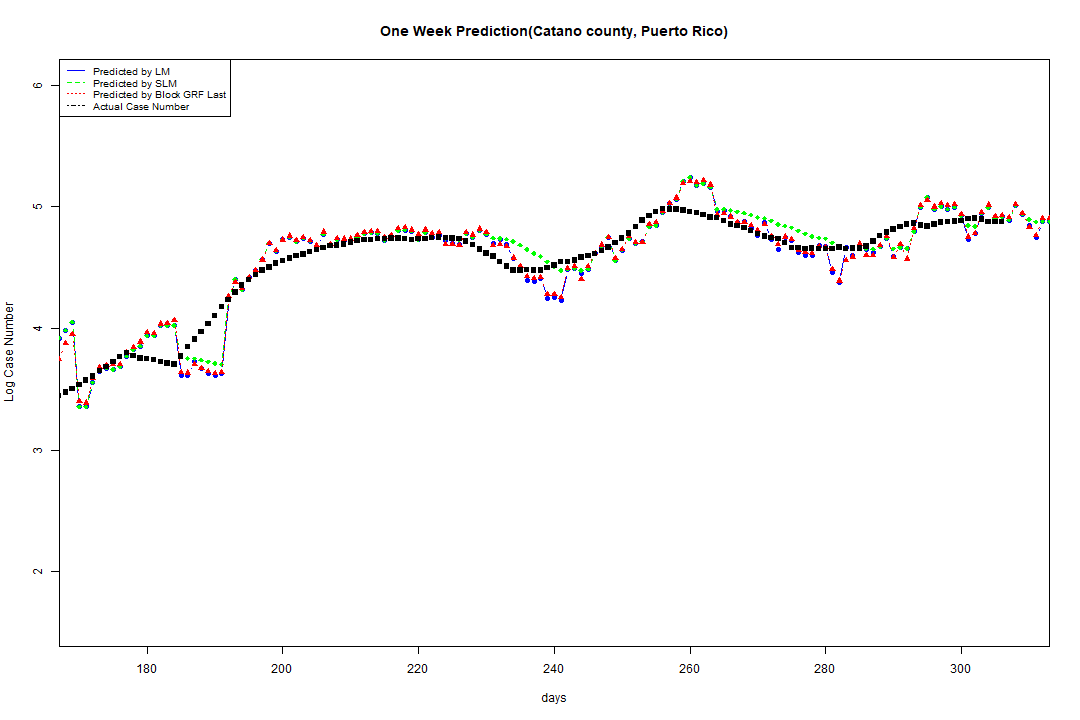 One Week Prediction(Catano county, Puerto Rico)
Predicted by LM
Predicted by SLM
Predicted by Block GRF Last
Actual Case Number
6
5
4
3
2
Log Case Number
180 200 220 240 260 280 300
days